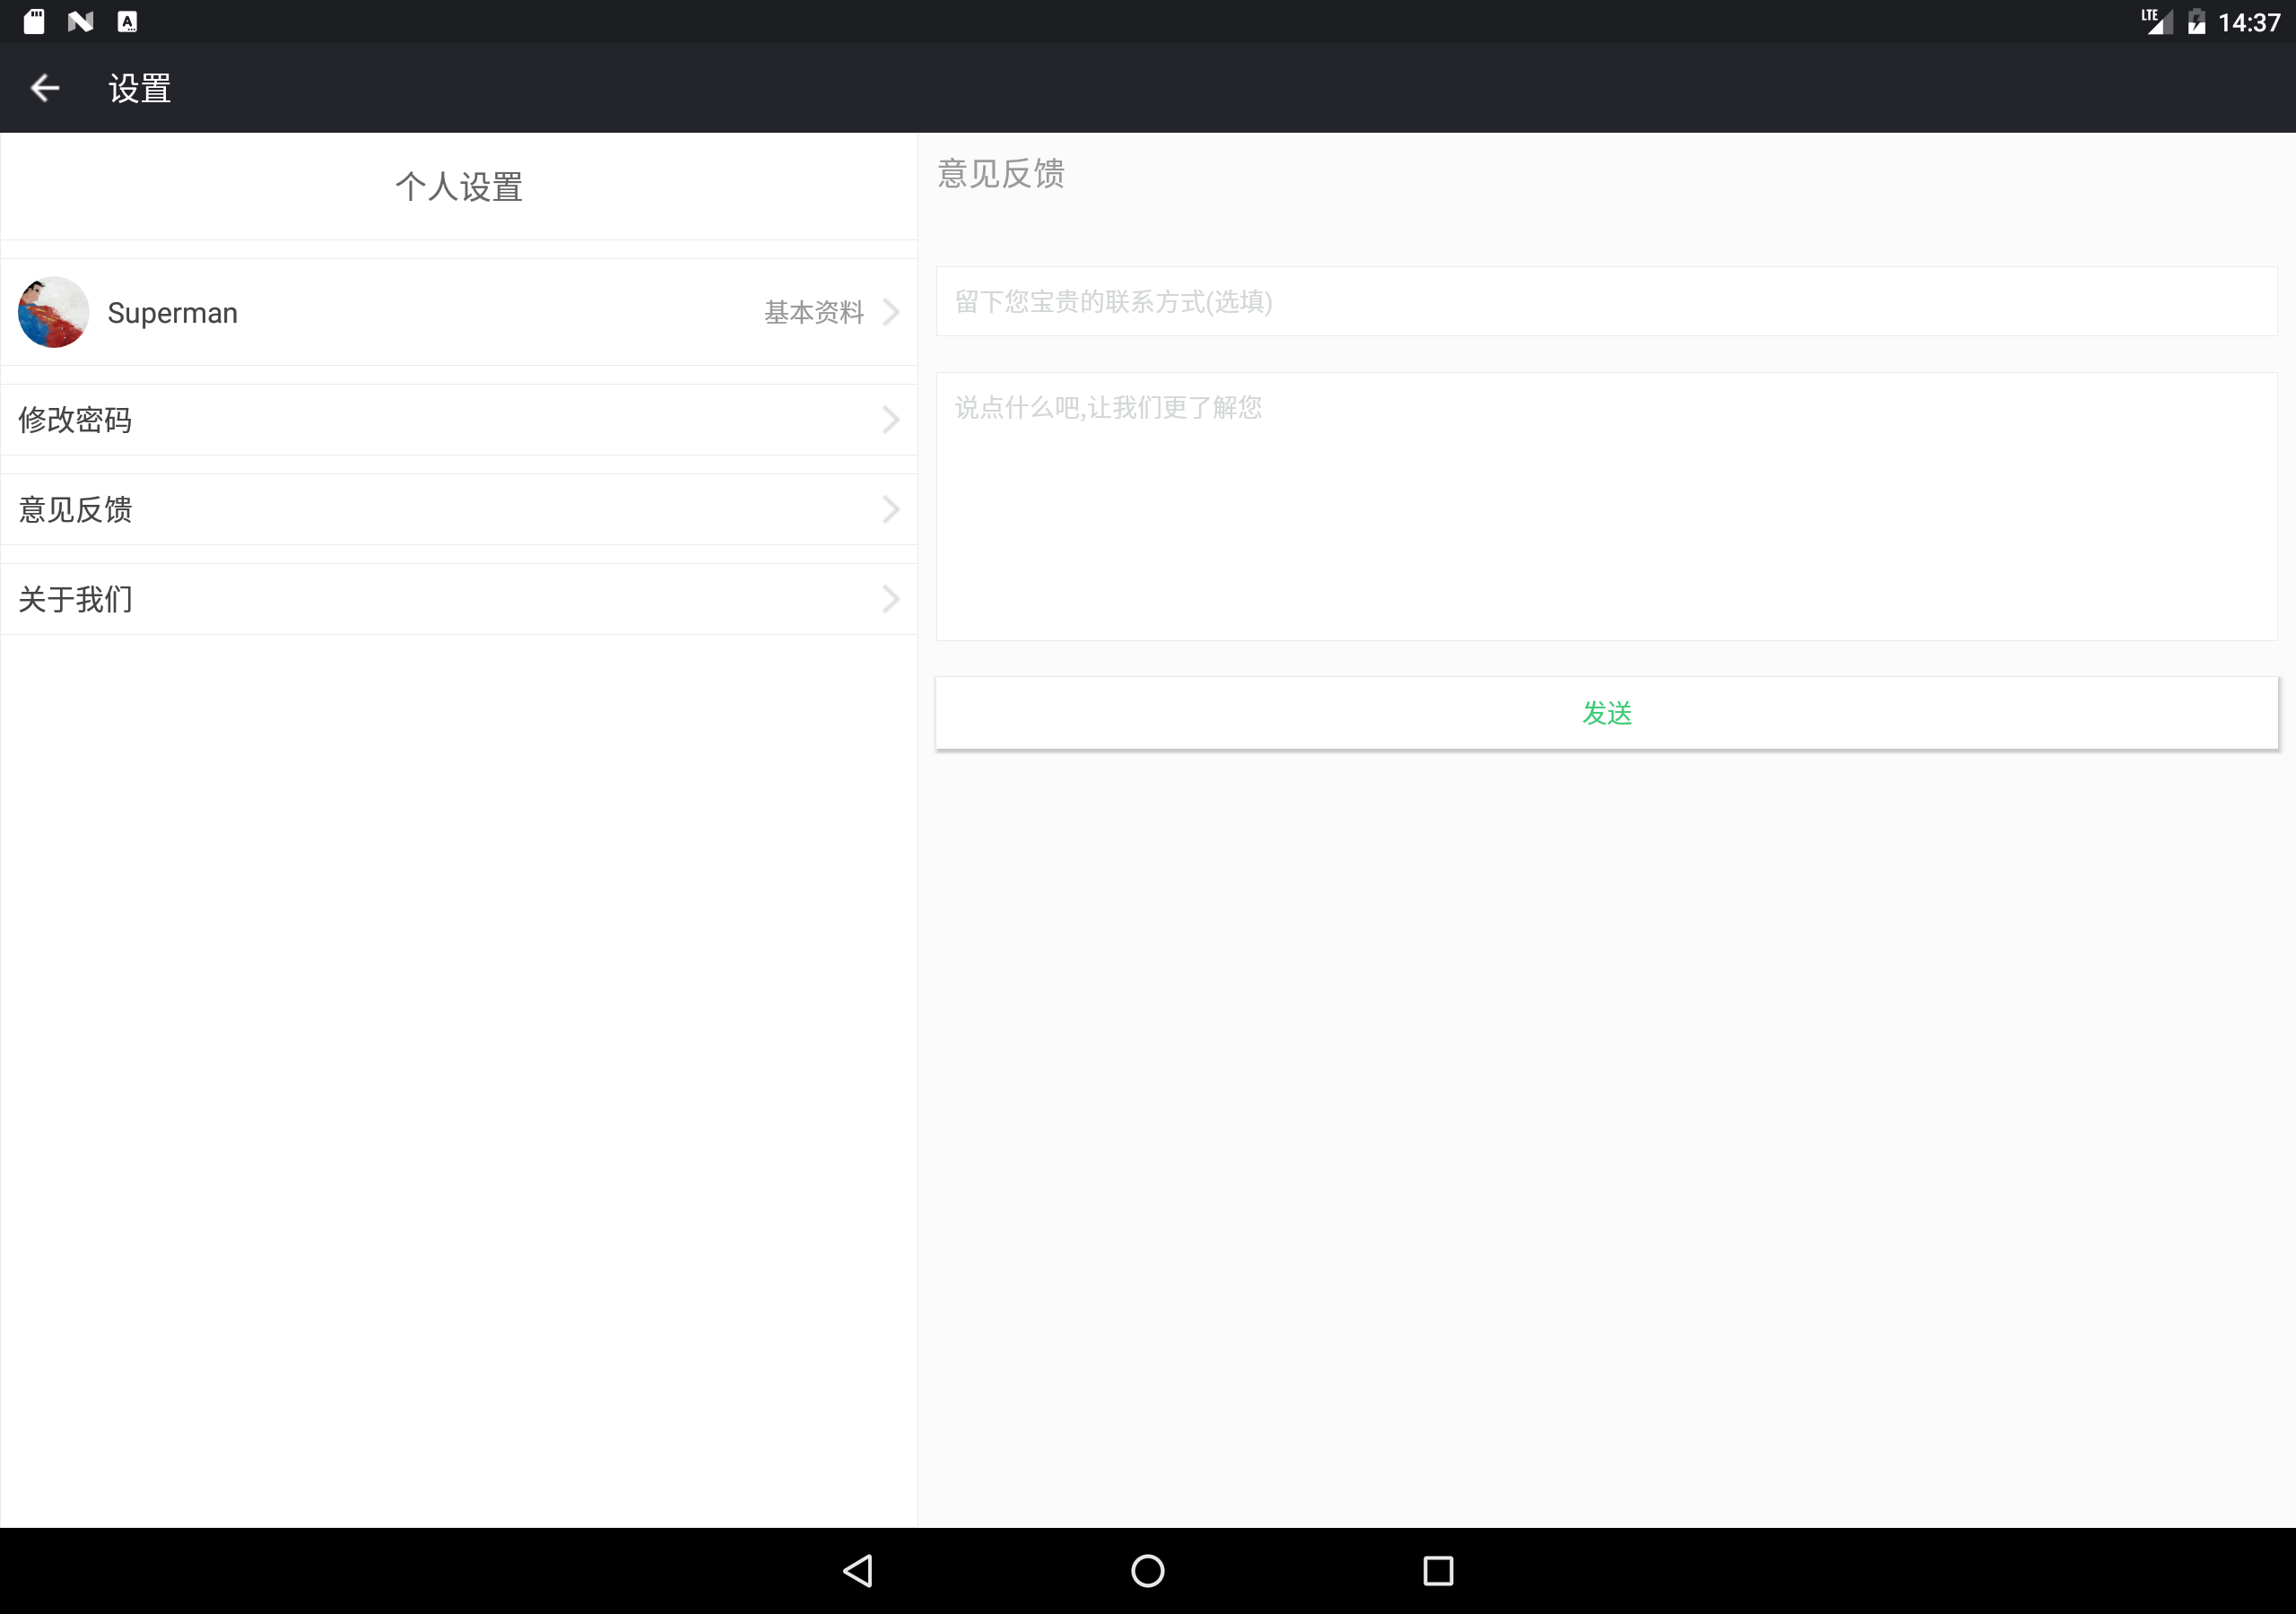 LTE 14:37
设置
个人设置
Superman
基本资料
修改密码
意见反馈
关于我们
意见反馈
留下您宝贵的联系方式(选填)
说点什么吧,让我们更了解您
发送